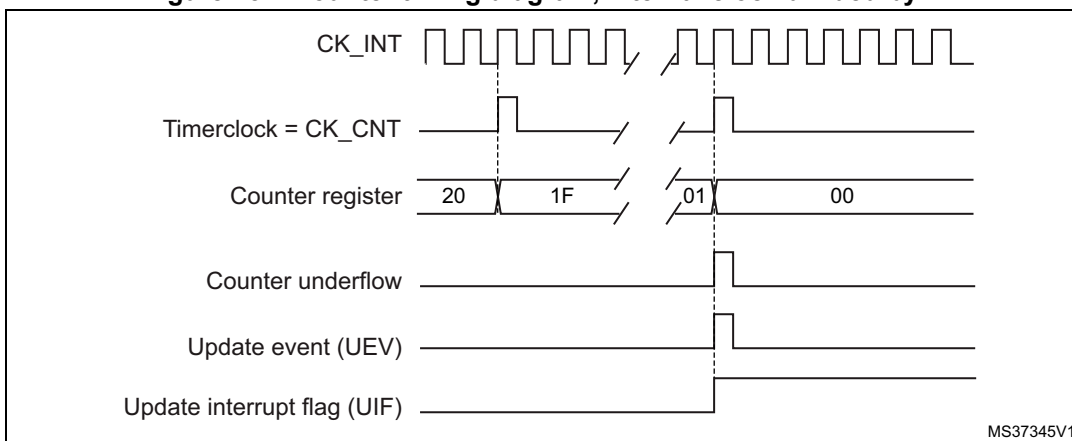 CK_INT
Timerclock = CK_CNT
Counter register 20 1F 01 00
Counter underflow
Update event (UEV)
Update interrupt flag (UIF)
MS37345V1